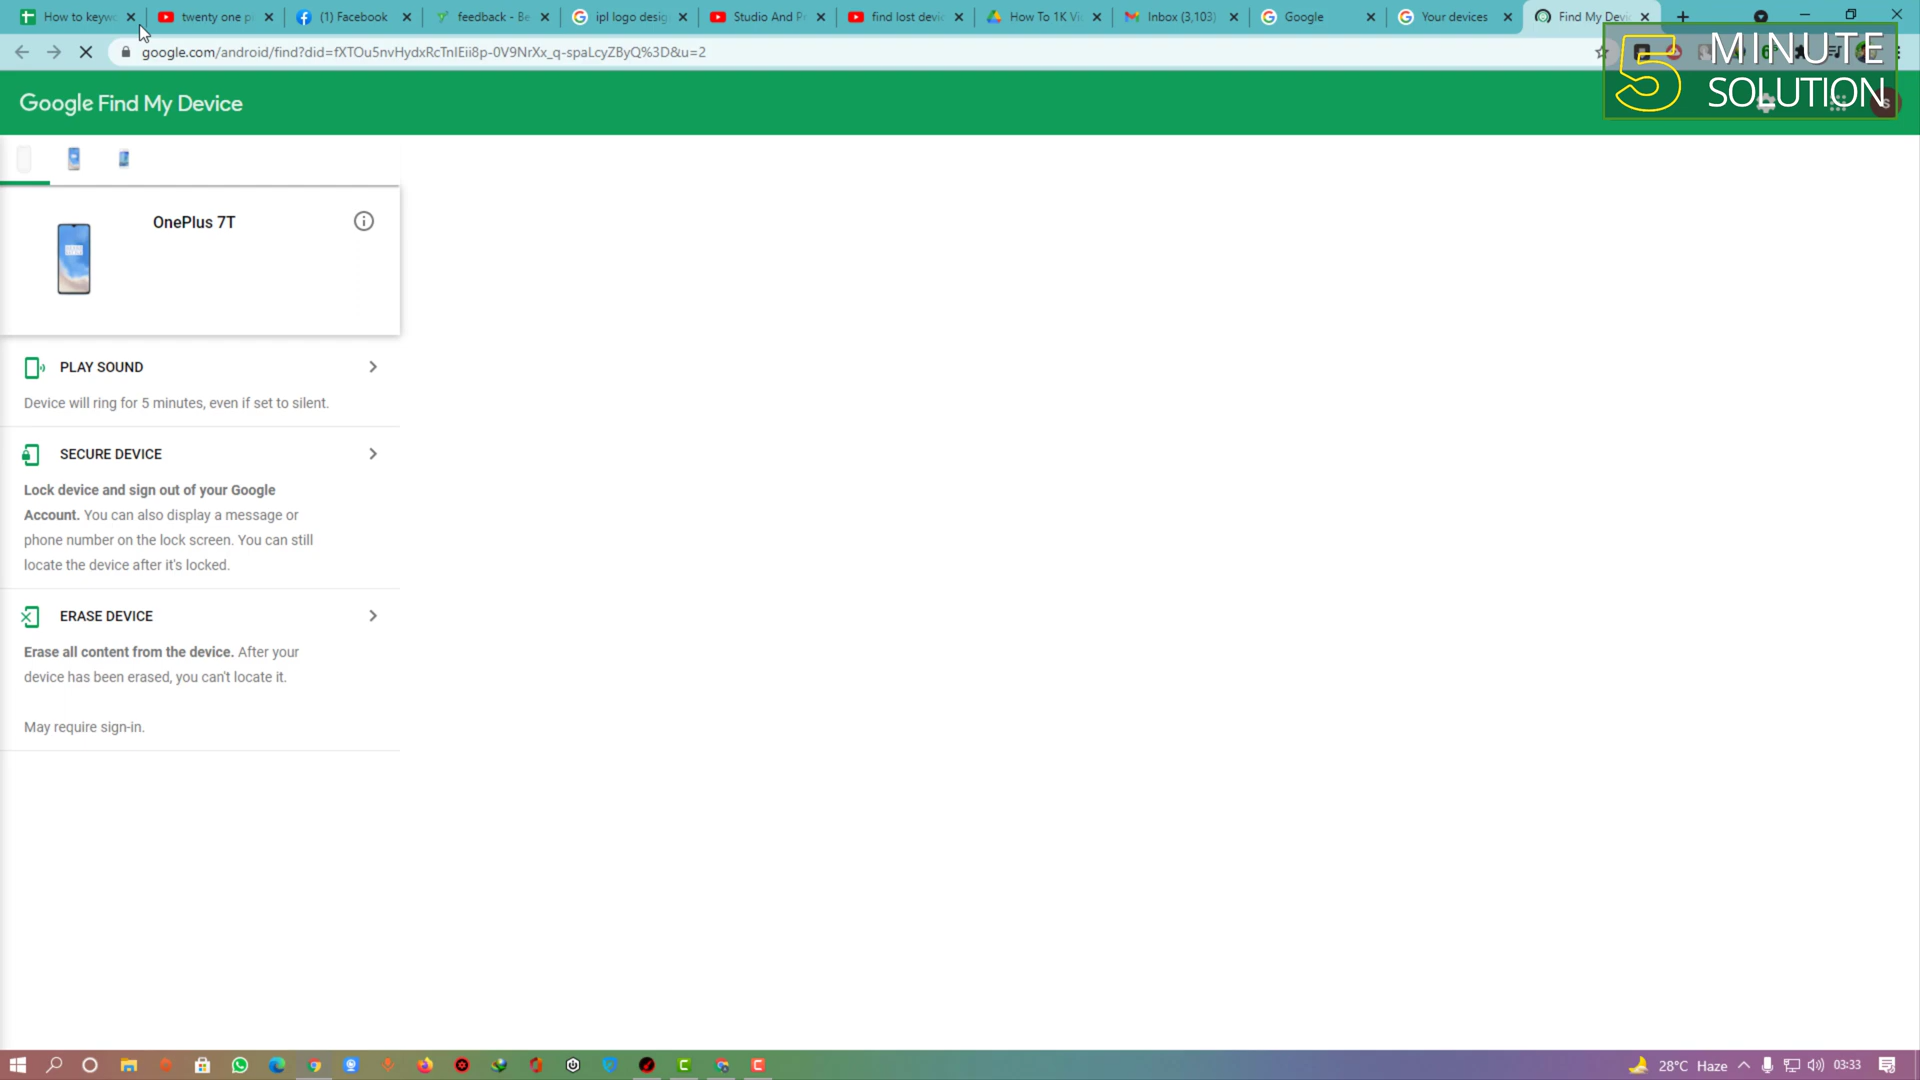 How to keywo
twenty one p
(1) Facebook
feedback - Be
ipl logo desig
Studio And P
find lost devic
How To 1K Vi
Inbox (3,103)
Google
Your devices
Find My Devi
google.com/android/find?did=fXTOu5nvHydxRcTnIEii8p-0V9NrXx_q-spaLcyZByQ%3D&u=2
5 MINUTE
SOLUTION
Google Find My Device
OnePlus 7T
PLAY SOUND
Device will ring for 5 minutes, even if set to silent.
SECURE DEVICE
Lock device and sign out of your Google
Account. You can also display a message or
phone number on the lock screen. You can still
locate the device after it's locked.
ERASE DEVICE
Erase all content from the device. After your
device has been erased, you can't locate it.
May require sign-in.
28°C Haze
03:33